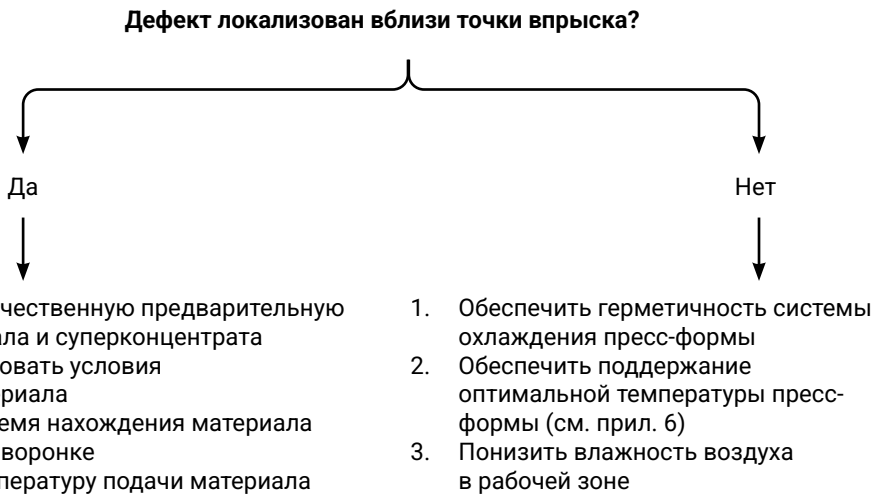 Дефект локализован вблизи точки впрыска?
Да
Нет
чественную предварительную
ла и суперконцентрата
овать условия
риала
емя нахождения материала
воронке
пературу подачи материала
1. Обеспечить герметичность системы
охлаждения пресс-формы
2. Обеспечить поддержание
оптимальной температуры пресс-
формы (см. прил. 6)
3. Понизить влажность воздуха
в рабочей зоне